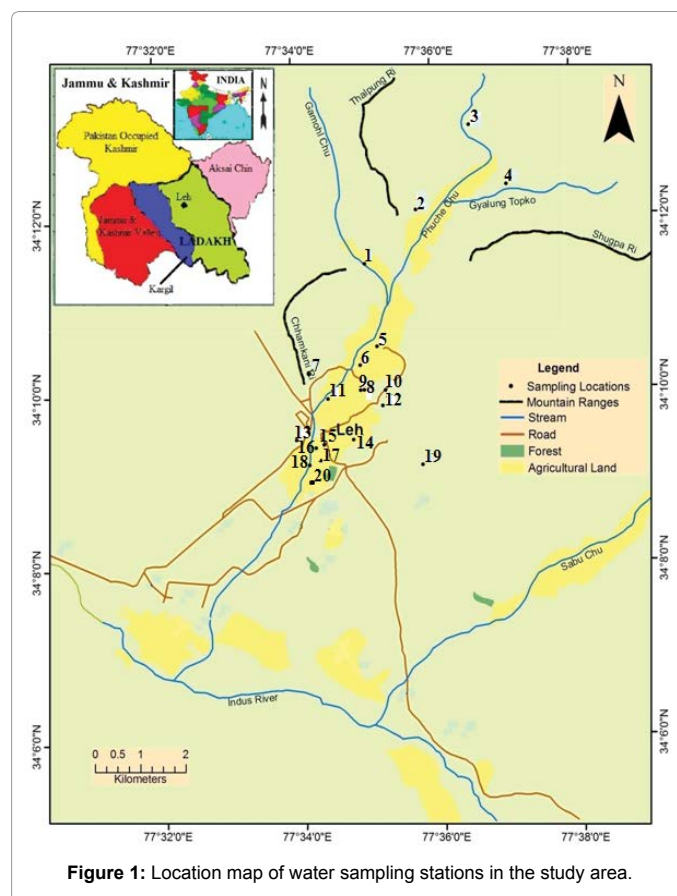 77°32'0"E
77°34'0"E
77°36'0"E
77°38'0"E
Jammu & Kashmir
INDIA
N
Pakistan Occupied
Kashmir
Aksai Chin
Leh
Jammu &
Kashmir Valley
LADAKH
Kargil
Gamohl Chu
Thalpung Ri
3
4
2
Phuche Chu
Gyalung Topko
Shugpa Ri
1
Chhamkani Ri
5
6
7
9
8
10
11
12
13
15
Leh
14
16
17
18
19
20
N
Legend
Sampling Locations
Mountain Ranges
Stream
Road
Forest
Agricultural Land
34°12'0"N
34°12'0"N
34°10'0"N
34°10'0"N
34°8'0"N
34°8'0"N
34°6'0"N
34°6'0"N
Sabu Chu
Indus River
0 0.5 1 2
Kilometers
77°32'0"E
77°34'0"E
77°36'0"E
77°38'0"E
Figure 1: Location map of water sampling stations in the study area.